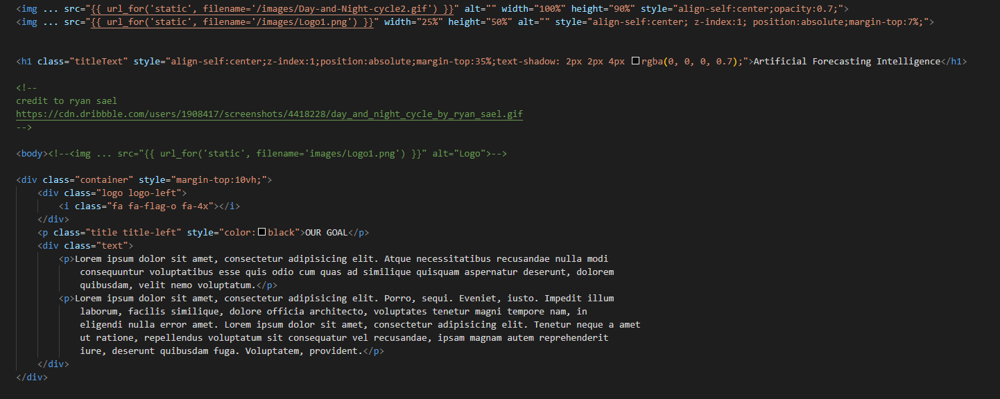 <img ... src="{{ url_for('static', filename='/images/Day-and-Night-cycle2.gif') }}" alt="" width="100%" height="90%" style="align-self:center;opacity:0.7;">
<img ... src="{{ url_for('static', filename='/images/Logo1.png') }}" width="25%" height="50%" alt="" style="align-self:center; z-index:1; position:absolute;margin-top:7%;">
<h1 class="titleText" style="align-self:center;z-index:1;position:absolute;margin-top:35%;text-shadow: 2px 2px 4px rgba(0, 0, 0, 0.7);">Artificial Forecasting Intelligence</h1>
<!--
credit to ryan sael
https://cdn.dribbble.com/users/1908417/screenshots/4418228/day_and_night_cycle_by_ryan_sael.gif
-->
<body><!--<img ... src="{{ url_for('static', filename='images/Logo1.png') }}" alt="Logo">-->
<div class="container" style="margin-top:10vh;">
<div class="logo logo-left">
<i class="fa fa-flag-o fa-4x"></i>
</div>
<p class="title title-left" style="color:black">OUR GOAL</p>
<div class="text">
<p>Lorem ipsum dolor sit amet, consectetur adipisicing elit. Atque necessitatibus recusandae nulla modi
consequuntur voluptatibus esse quis odio cum quas ad similique quisquam aspernatur deserunt, dolorem
quibusdam, velit nemo voluptatum.</p>
<p>Lorem ipsum dolor sit amet, consectetur adipisicing elit. Porro, sequi. Eveniet, iusto. Impedit illum
laborum, facilis similique, dolore officia architecto, voluptates tenetur magni tempore nam, in
eligendi nulla error amet. Lorem ipsum dolor sit amet, consectetur adipisicing elit. Tenetur neque a amet
ut ratione, repellendus voluptatum sit consequatur vel recusandae, ipsam magnam autem reprehenderit
iure, deserunt quibusdam fuga. Voluptatem, provident.</p>
</div>
</div>